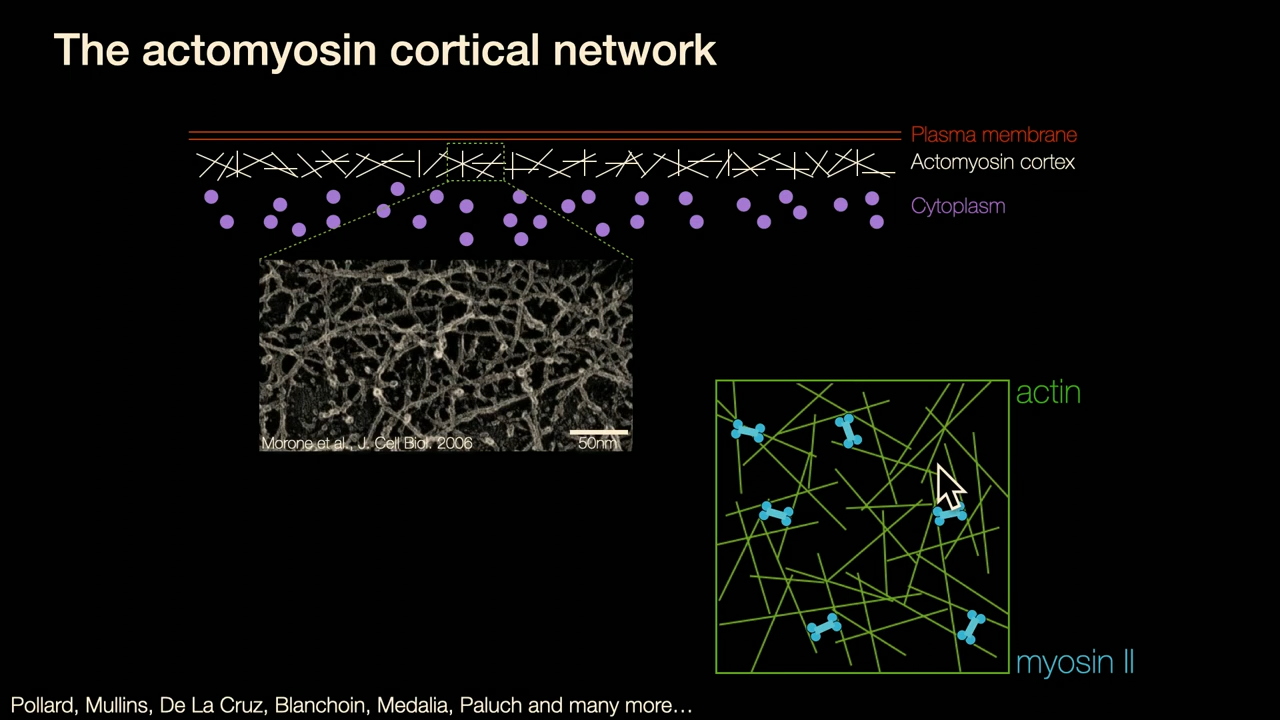 The actomyosin cortical network
Plasma membrane
Actomyosin cortex
Cytoplasm
Morone et al., J. Cell Biol. 2006
50nm
actin
myosin II
Pollard, Mullins, De La Cruz, Blanchoin, Medalia, Paluch and many more…